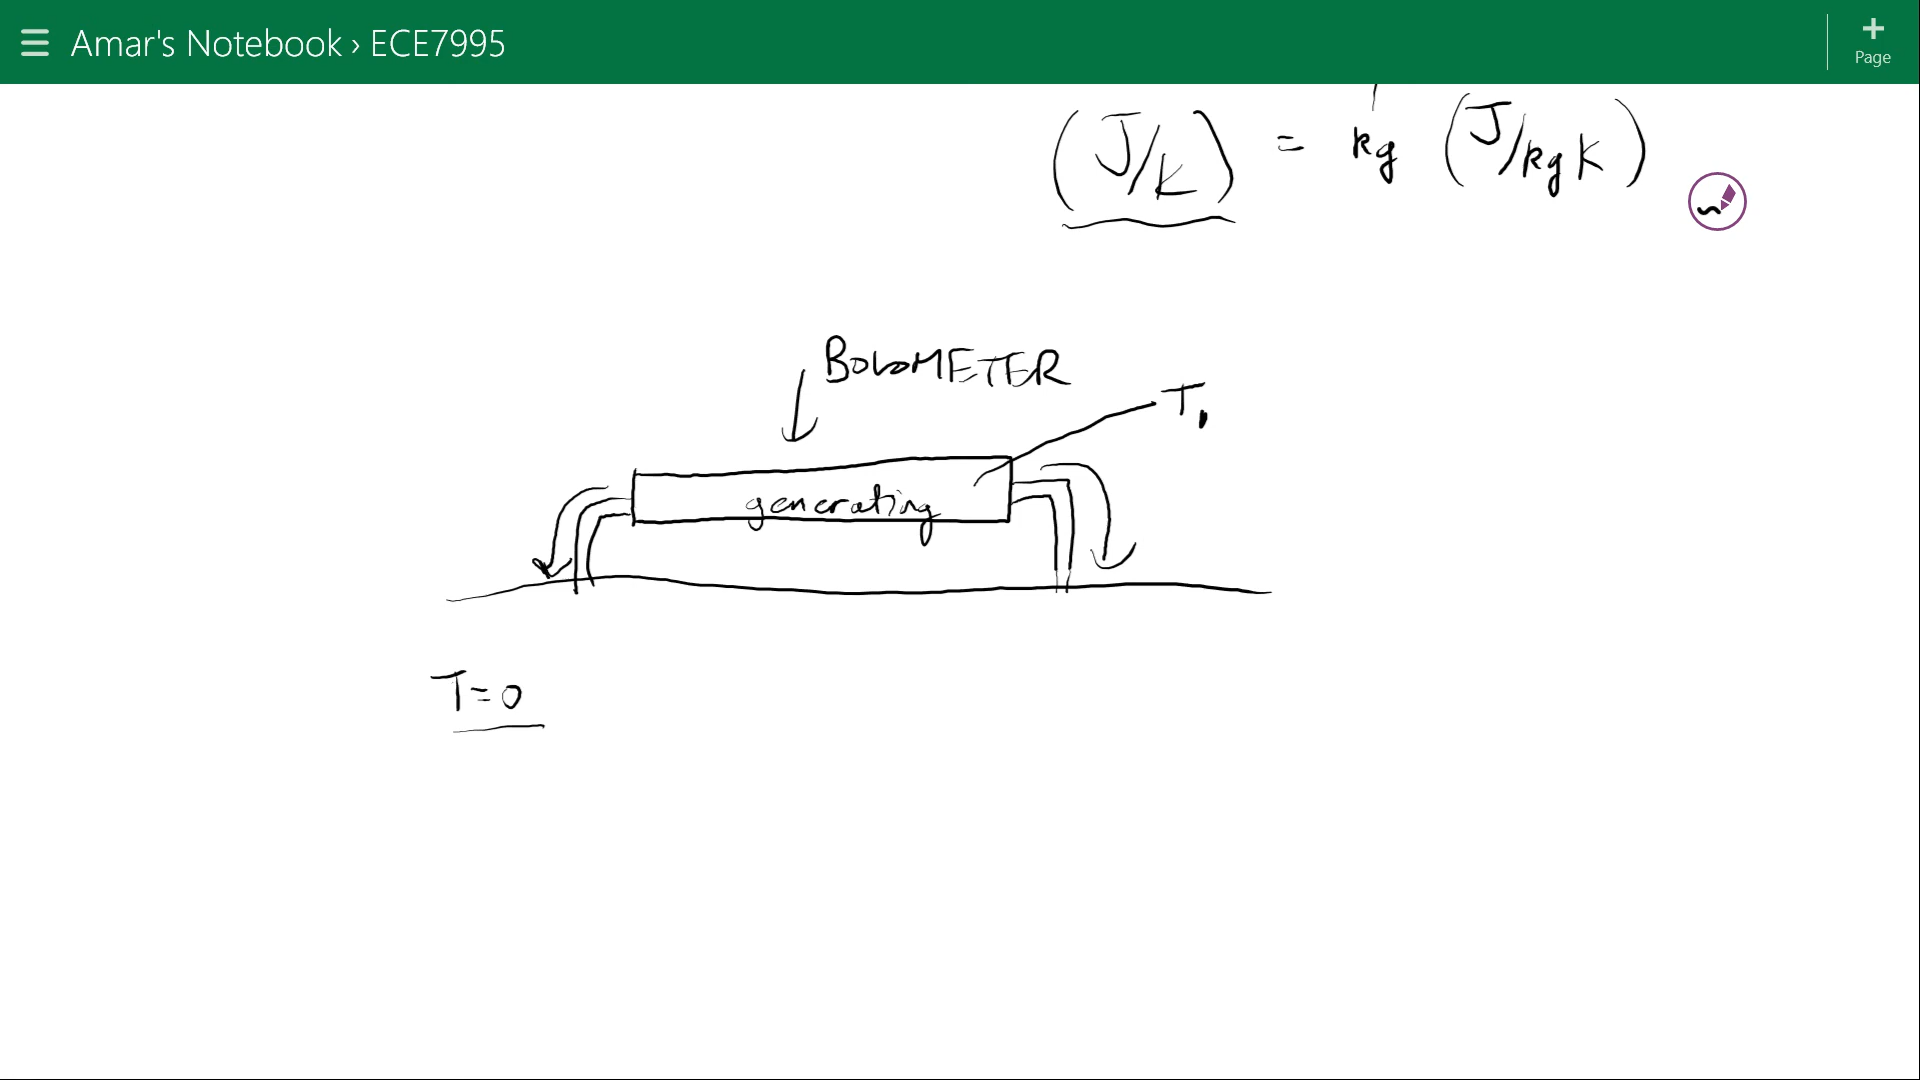 Amar's Notebook › ECE7995
Page
(J/K) = kg (J/kg K)
BOLOMETER
T₁
generating
T=0